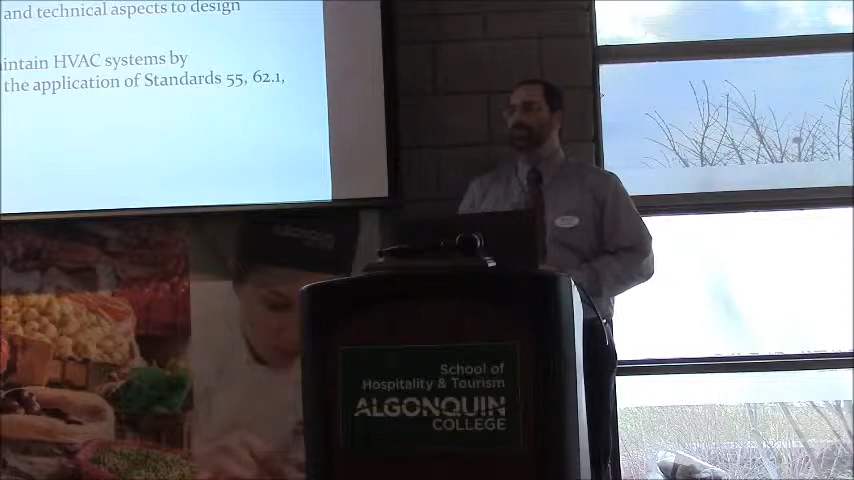 and technical aspects to design
intain HVAC systems by
the application of Standards 55, 62.1,
School of
Hospitality & Tourism
ALGONQUIN
COLLEGE